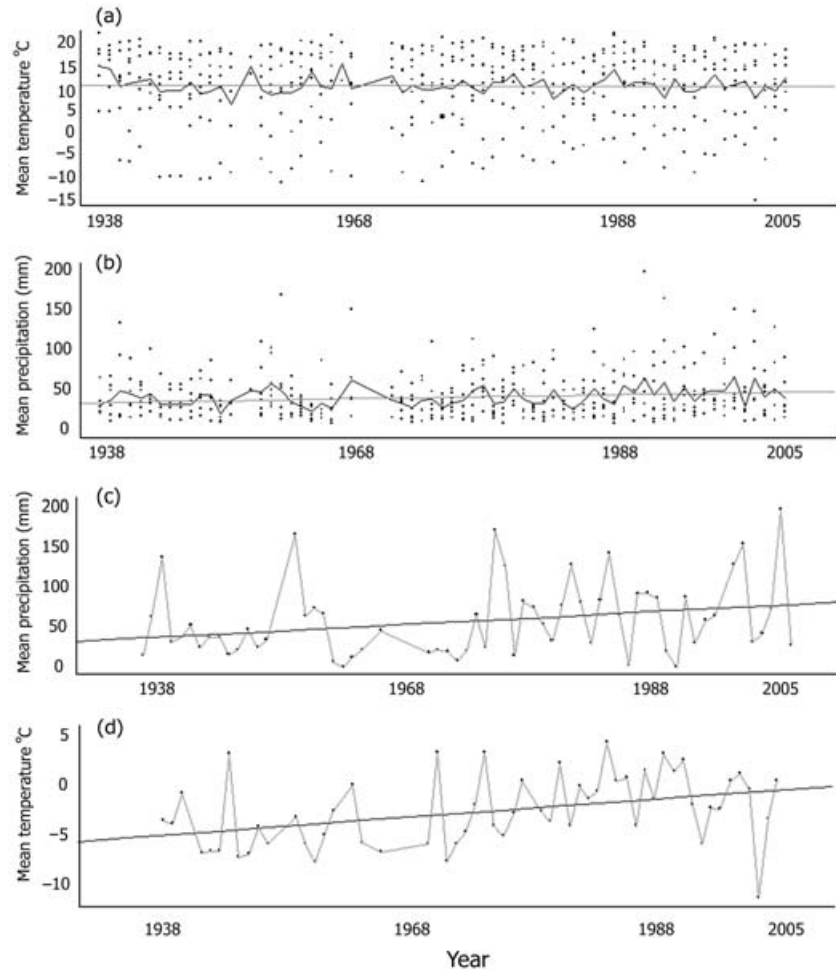 (a)
Mean temperature °C
20
15
10
5
0
−5
−10
−15
1938 1968 1988 2005
(b)
Mean precipitation (mm)
200
150
100
50
0
1938 1968 1988 2005
(c)
Mean precipitation (mm)
200
150
100
50
0
1938 1968 1988 2005
(d)
Mean temperature °C
5
0
−5
−10
1938 1968 1988 2005
Year